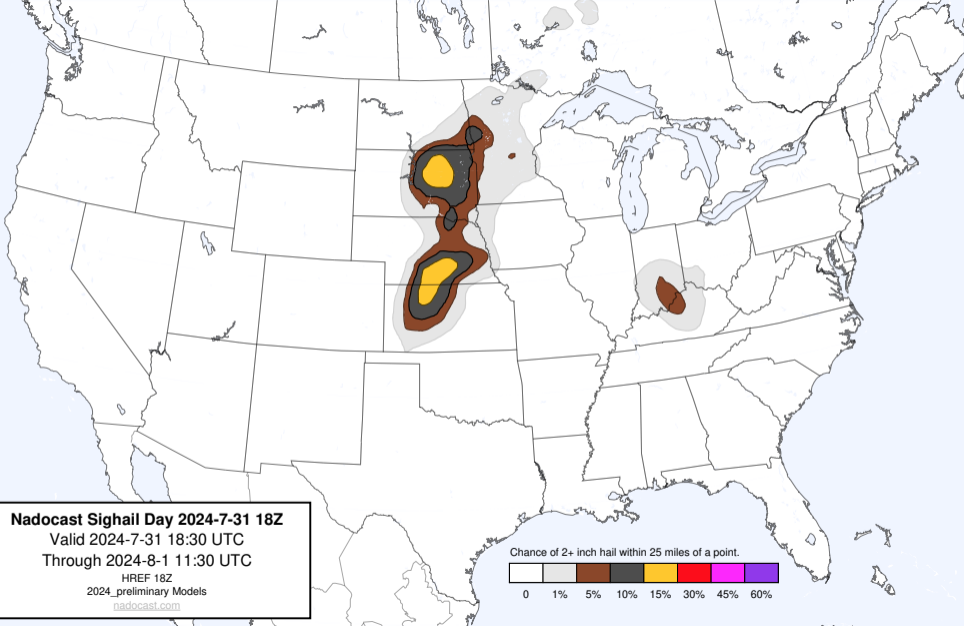 Nadocast Sighail Day 2024-7-31 18Z
Valid 2024-7-31 18:30 UTC
Through 2024-8-1 11:30 UTC
HREF 18Z
2024_preliminary Models
nadocast.com
Chance of 2+ inch hail within 25 miles of a point.
0 1% 5% 10% 15% 30% 45% 60%